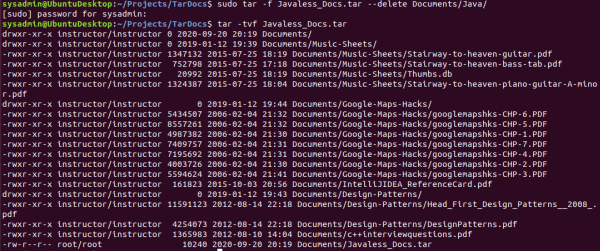 sysadmin@UbuntuDesktop:~/Projects/TarDocs$ sudo tar -f Javaless_Docs.tar --delete Documents/Java/
[sudo] password for sysadmin:
sysadmin@UbuntuDesktop:~/Projects/TarDocs$ tar -tvf Javaless_Docs.tar
drwxr-xr-x instructor/instructor 0 2020-09-20 20:19 Documents/
drwxr-xr-x instructor/instructor 0 2019-01-12 19:39 Documents/Music-Sheets/
-rwxr-xr-x instructor/instructor 1347132 2015-07-25 18:19 Documents/Music-Sheets/Stairway-to-heaven-guitar.pdf
-rwxr-xr-x instructor/instructor 752798 2015-07-25 17:18 Documents/Music-Sheets/Stairway-to-heaven-bass-tab.pdf
-rwxr-xr-x instructor/instructor 20992 2015-07-25 18:19 Documents/Music-Sheets/Thumbs.db
-rwxr-xr-x instructor/instructor 1324387 2015-07-25 18:04 Documents/Music-Sheets/Stairway-to-heaven-piano-guitar-A-mino
r.pdf
drwxr-xr-x instructor/instructor 0 2019-01-12 19:44 Documents/Google-Maps-Hacks/
-rwxr-xr-x instructor/instructor 5434507 2006-02-04 21:32 Documents/Google-Maps-Hacks/googlemapshks-CHP-6.PDF
-rwxr-xr-x instructor/instructor 8557261 2006-02-04 21:32 Documents/Google-Maps-Hacks/googlemapshks-CHP-5.PDF
-rwxr-xr-x instructor/instructor 4987382 2006-02-04 21:30 Documents/Google-Maps-Hacks/googlemapshks-CHP-1.PDF
-rwxr-xr-x instructor/instructor 7409757 2006-02-04 21:31 Documents/Google-Maps-Hacks/googlemapshks-CHP-7.PDF
-rwxr-xr-x instructor/instructor 7195692 2006-02-04 21:31 Documents/Google-Maps-Hacks/googlemapshks-CHP-4.PDF
-rwxr-xr-x instructor/instructor 4003726 2006-02-04 21:30 Documents/Google-Maps-Hacks/googlemapshks-CHP-2.PDF
-rwxr-xr-x instructor/instructor 5594624 2006-02-04 21:41 Documents/Google-Maps-Hacks/googlemapshks-CHP-3.PDF
-rwxr-xr-x instructor/instructor 161823 2015-10-03 20:56 Documents/IntelliJIDEA_ReferenceCard.pdf
drwxr-xr-x instructor/instructor 0 2019-01-12 19:43 Documents/Design-Patterns/
-rwxr-xr-x instructor/instructor 11591123 2012-08-14 22:18 Documents/Design-Patterns/Head_First_Design_Patterns__2008_.
pdf
-rwxr-xr-x instructor/instructor 4254073 2012-08-14 22:18 Documents/Design-Patterns/DesignPatterns.pdf
-rwxr-xr-x instructor/instructor 1365983 2012-08-10 14:04 Documents/c++interviewquestions.pdf
-rw-r--r-- root/root 10240 2020-09-20 20:19 Documents/Javaless_Docs.tar